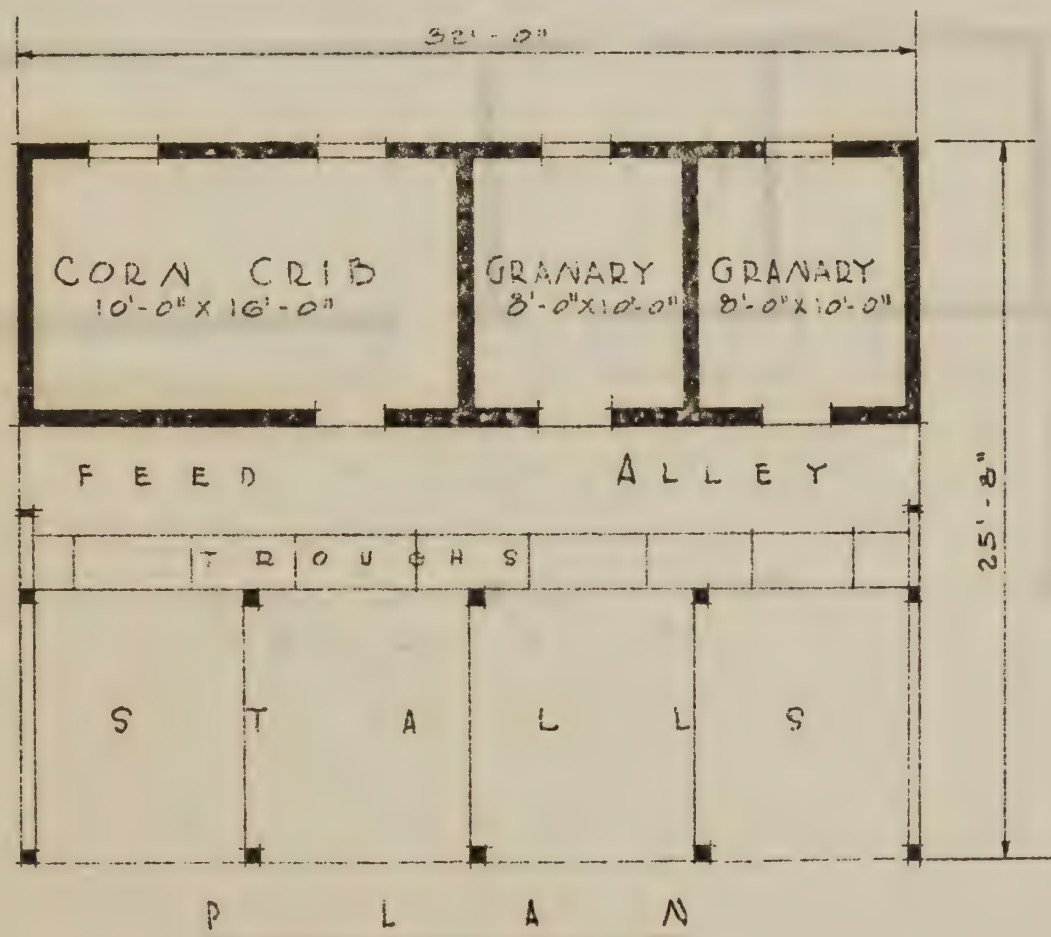 32'-0"
CORN CRIB
10'-0" X 16'-0"
GRANARY
8'-0" X 10'-0"
GRANARY
8'-0" X 10'-0"
FEED ALLEY
TROUGHS
25'-8"
STALLS
PLAN